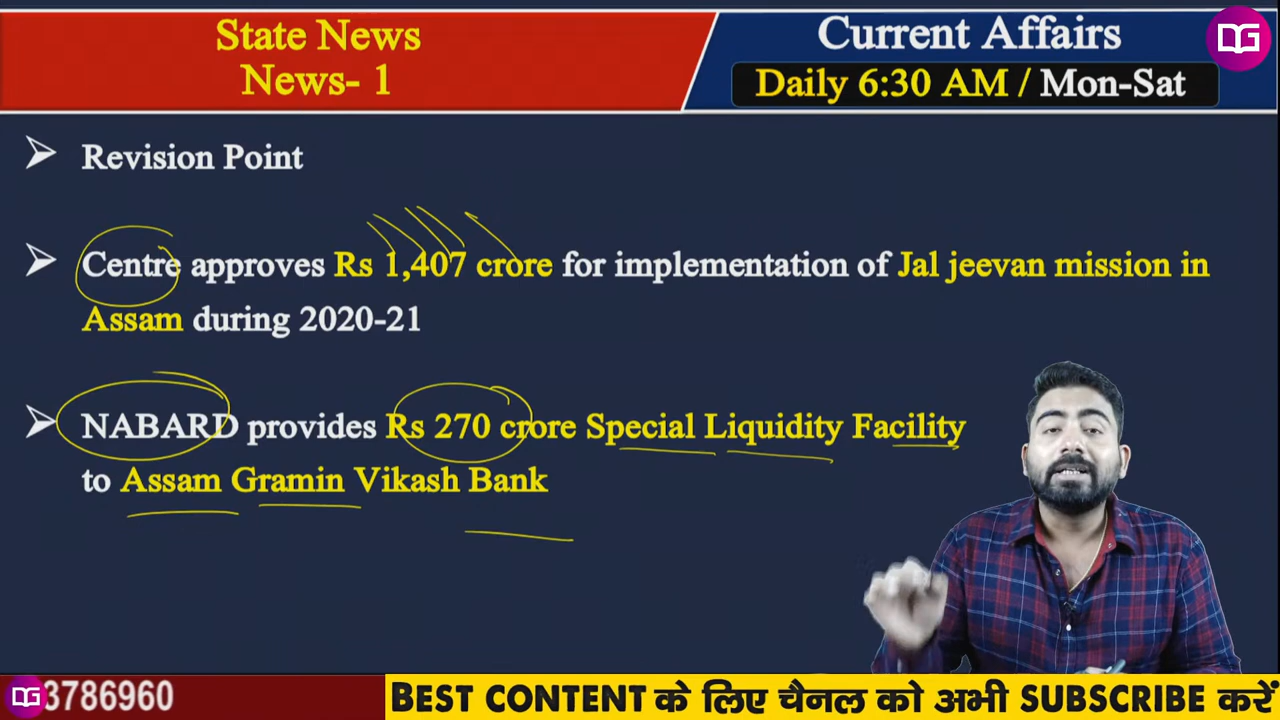 State News
News- 1
Current Affairs
Daily 6:30 AM / Mon-Sat
DG
➤ Revision Point
➤ Centre approves Rs 1,407 crore for implementation of Jal jeevan mission in
Assam during 2020-21
➤ NABARD provides Rs 270 crore Special Liquidity Facility
to Assam Gramin Vikash Bank
DG
3786960
BEST CONTENT के लिए चैनल को अभी SUBSCRIBE करें